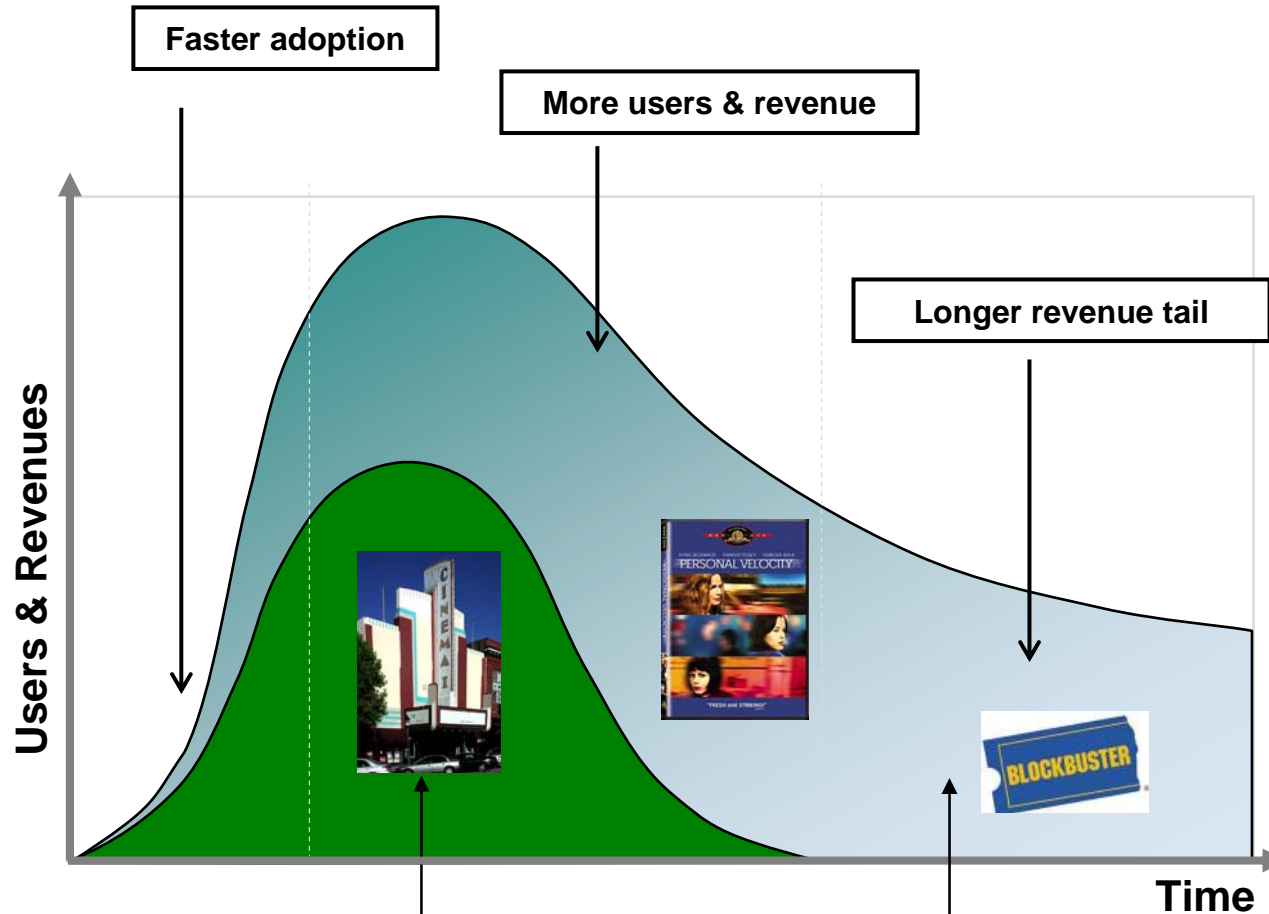 Faster adoption
More users & revenue
Longer revenue tail
Users & Revenues
CINEMA
PERSONAL VELOCITY
"FRESH and STRIKING!"
BLOCKBUSTER
Time